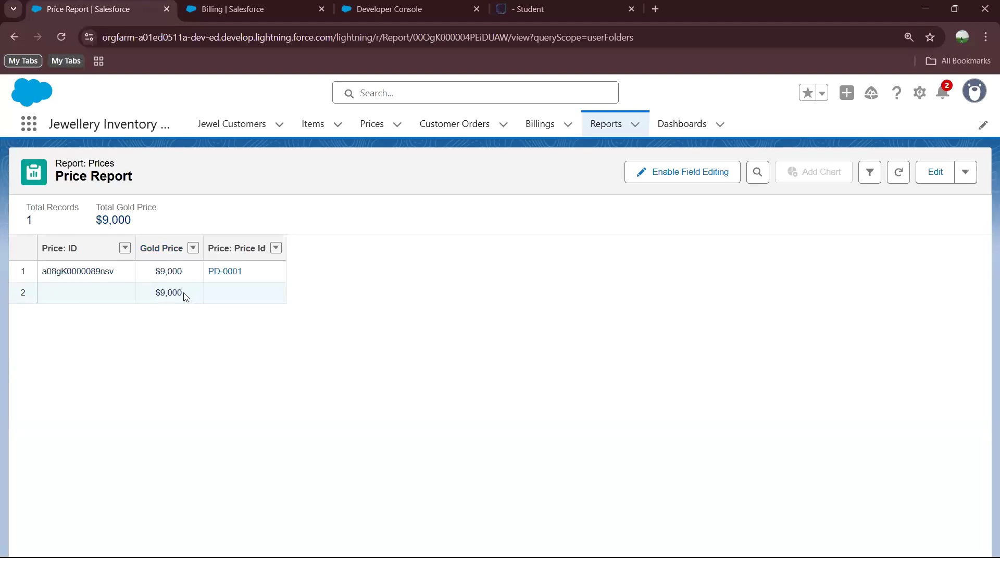 Price Report | Salesforce
Billing | Salesforce
Developer Console
- Student
orgfarm-a01ed0511a-dev-ed.develop.lightning.force.com/lightning/r/Report/00OgK000004PEiDUAW/view?queryScope=userFolders
My Tabs
My Tabs
All Bookmarks
Search...
2
Jewellery Inventory ...
Jewel Customers
Items
Prices
Customer Orders
Billings
Reports
Dashboards
Report: Prices
Price Report
Enable Field Editing
Add Chart
Edit
Total Records
Total Gold Price
1
$9,000
Price: ID
Gold Price
Price: Price Id
1
a08gK0000089nsv
$9,000
PD-0001
2
$9,000